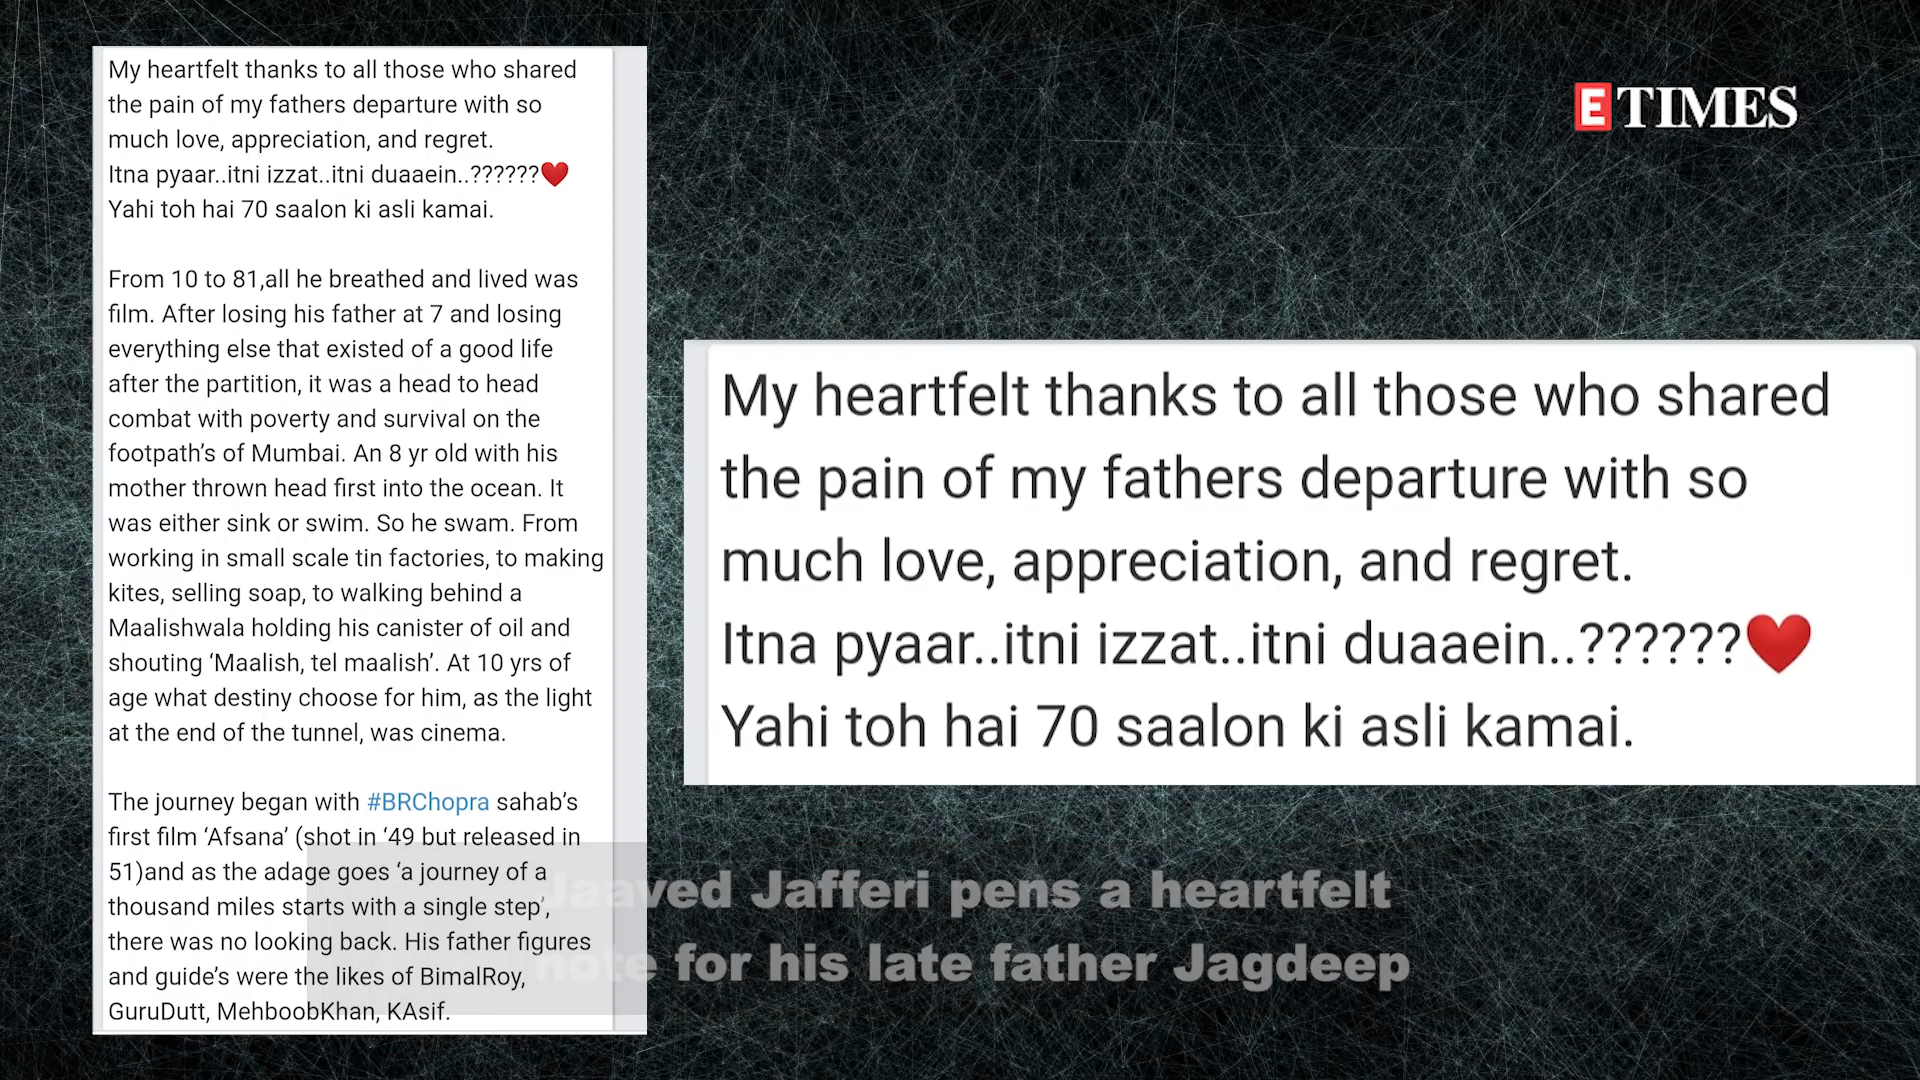 My heartfelt thanks to all those who shared
the pain of my fathers departure with so
much love, appreciation, and regret.
Itna pyaar..itni izzat..itni duaaein..??????❤️
Yahi toh hai 70 saalon ki asli kamai.
From 10 to 81,all he breathed and lived was
film. After losing his father at 7 and losing
everything else that existed of a good life
after the partition, it was a head to head
combat with poverty and survival on the
footpath’s of Mumbai. An 8 yr old with his
mother thrown head first into the ocean. It
was either sink or swim. So he swam. From
working in small scale tin factories, to making
kites, selling soap, to walking behind a
Maalishwala holding his canister of oil and
shouting ‘Maalish, tel maalish’. At 10 yrs of
age what destiny choose for him, as the light
at the end of the tunnel, was cinema.
The journey began with #BRChopra sahab’s
first film ‘Afsana’ (shot in ‘49 but released in
51)and as the adage goes ‘a journey of a
thousand miles starts with a single step’,
there was no looking back. His father figures
and guide’s were the likes of BimalRoy,
GuruDutt, MehboobKhan, KAsif.
ETIMES
My heartfelt thanks to all those who shared
the pain of my fathers departure with so
much love, appreciation, and regret.
Itna pyaar..itni izzat..itni duaaein..??????❤️
Yahi toh hai 70 saalon ki asli kamai.
Jaaved Jafferi pens a heartfelt
note for his late father Jagdeep